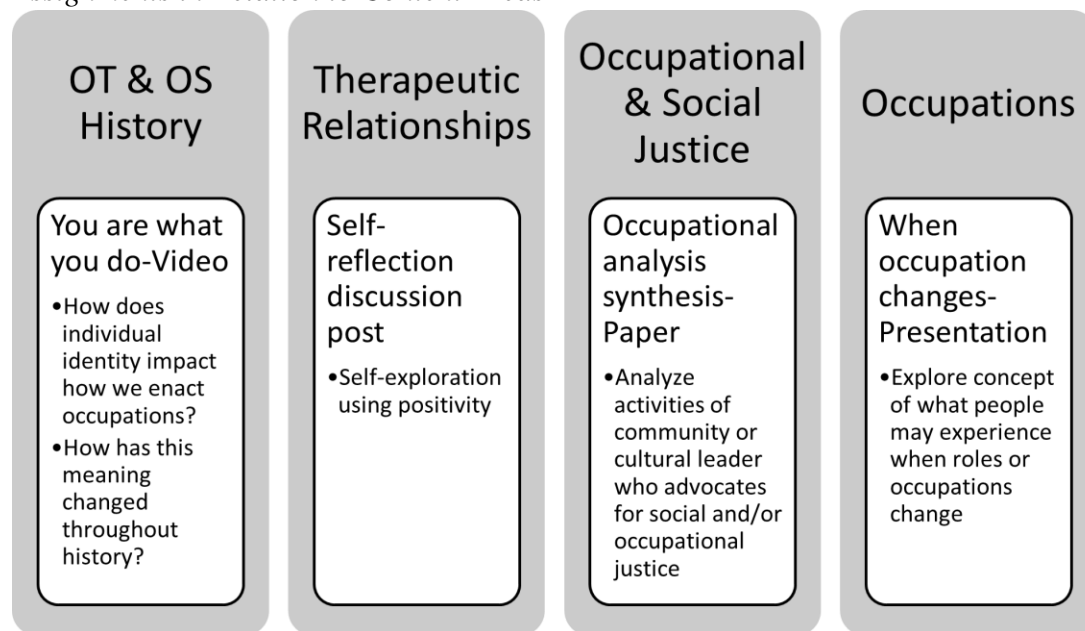 OT & OS
History
You are what
you do-Video
•How does
individual
identity impact
how we enact
occupations?
•How has this
meaning
changed
throughout
history?
Therapeutic
Relationships
Self-
reflection
discussion
post
•Self-exploration
using positivity
Occupational
& Social
Justice
Occupational
analysis
synthesis-
Paper
•Analyze
activities of
community or
cultural leader
who advocates
for social and/or
occupational
justice
Occupations
When
occupation
changes-
Presentation
•Explore concept
of what people
may experience
when roles or
occupations
change